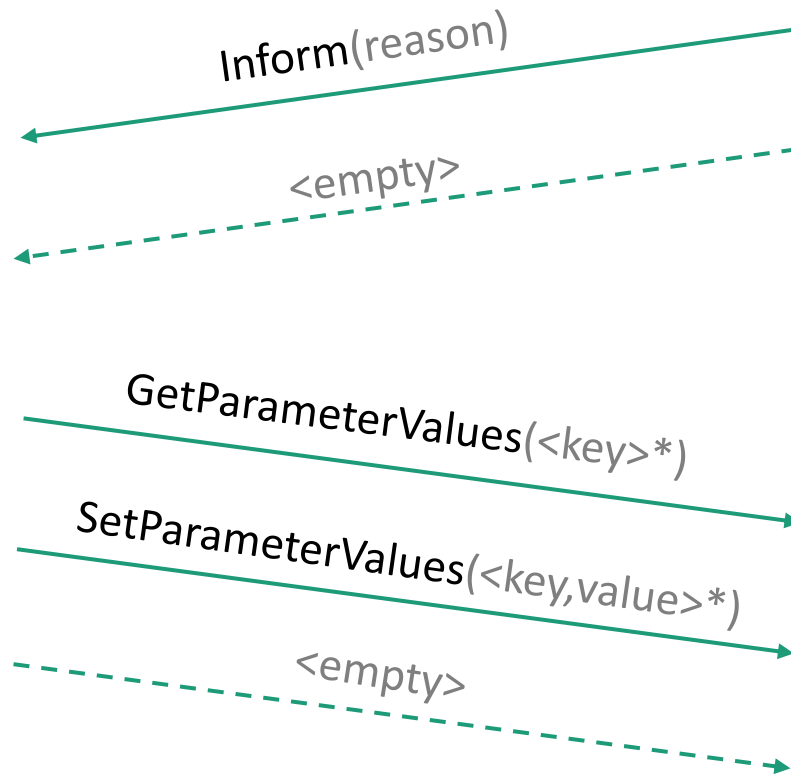 Inform(reason)
<empty>
GetParameterValues(<key>*)
SetParameterValues(<key,value>*)
<empty>